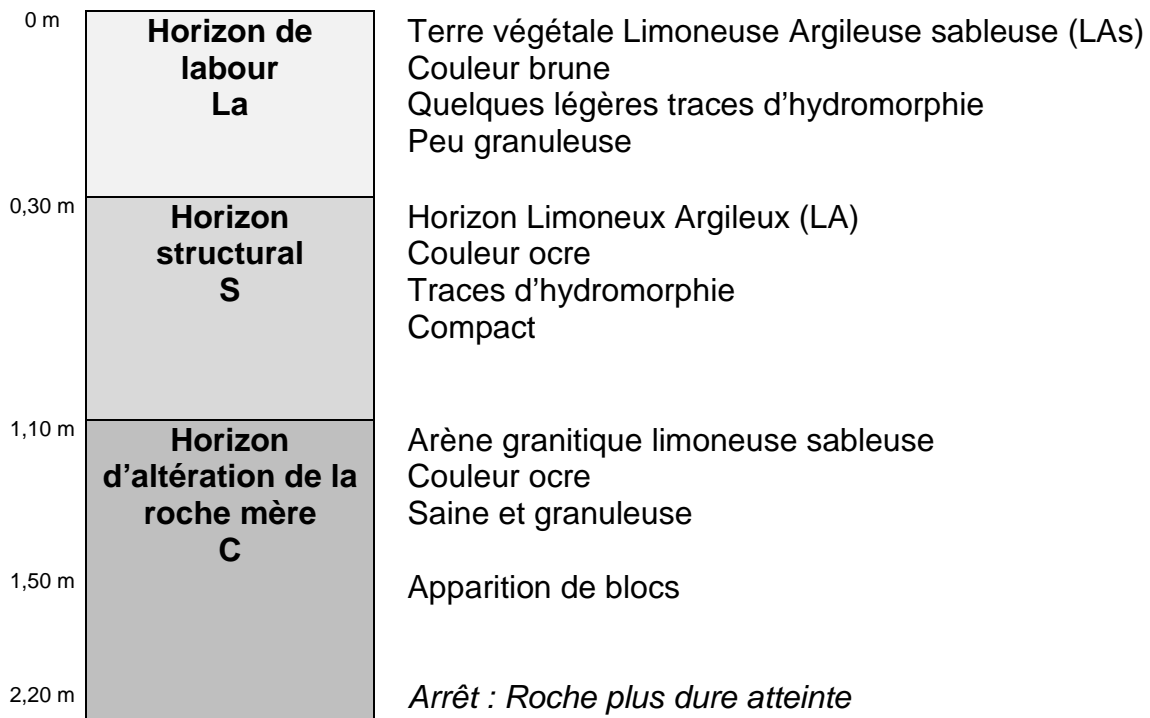 0 m
Horizon de
labour
La
Terre végétale Limoneuse Argileuse sableuse (LAs)
Couleur brune
Quelques légères traces d'hydromorphie
Peu granuleuse
0,30 m
Horizon
structural
S
Horizon Limoneux Argileux (LA)
Couleur ocre
Traces d'hydromorphie
Compact
1,10 m
Horizon
d'altération de la
roche mère
C
Arène granitique limoneuse sableuse
Couleur ocre
Saine et granuleuse
1,50 m
Apparition de blocs
2,20 m
Arrêt : Roche plus dure atteinte